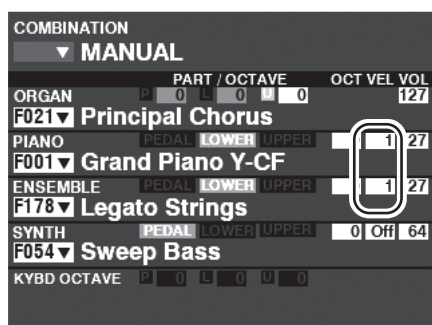 COMBINATION
▼ MANUAL
PART / OCTAVE OCT VEL VOL
ORGAN P 0 L 0 U 0 127
F021▼ Principal Chorus
PIANO PEDAL LOWER UPPER 1 27
F001▼ Grand Piano Y-CF
ENSEMBLE PEDAL LOWER UPPER 1 27
F178▼ Legato Strings
SYNTH PEDAL LOWER UPPER 0 Off 64
F054▼ Sweep Bass
KYBD OCTAVE P 0 L 0 U 0